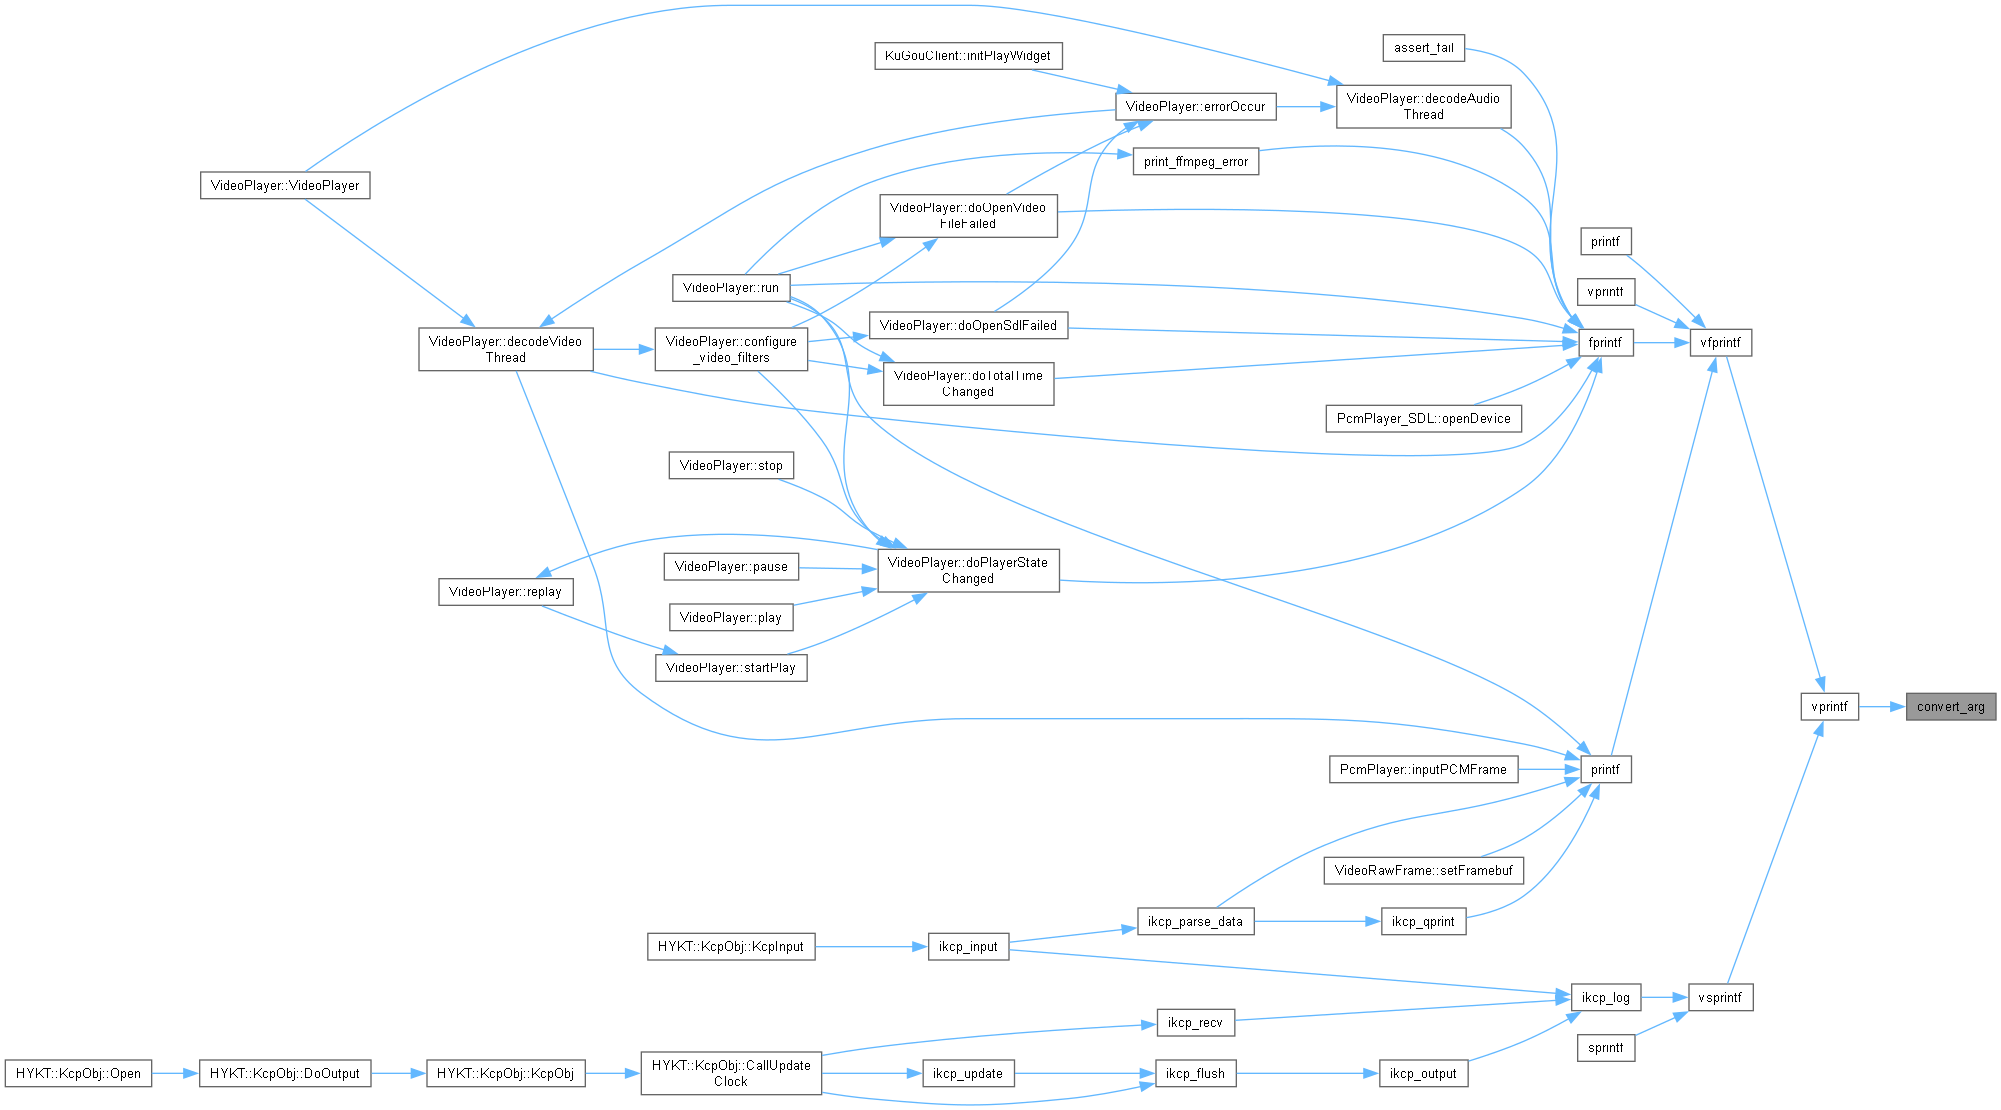 assert_fail
KuGouClient::initPlayWidget
VideoPlayer::decodeAudio
Thread
VideoPlayer::errorOccur
print_ffmpeg_error
VideoPlayer::VideoPlayer
VideoPlayer::doOpenVideo
FileFailed
printf
VideoPlayer::run
vprintf
VideoPlayer::doOpenSdlFailed
VideoPlayer::decodeVideo
Thread
VideoPlayer::configure
_video_filters
fprintf
vfprintf
VideoPlayer::doTotalTime
Changed
PcmPlayer_SDL::openDevice
VideoPlayer::stop
VideoPlayer::pause
VideoPlayer::doPlayerState
Changed
VideoPlayer::replay
VideoPlayer::play
VideoPlayer::startPlay
vprintf
convert_arg
PcmPlayer::inputPCMFrame
printf
VideoRawFrame::setFramebuf
ikcp_parse_data
ikcp_qprint
HYKT::KcpObj::KcpInput
ikcp_input
ikcp_log
vsprintf
ikcp_recv
sprintf
HYKT::KcpObj::Open
HYKT::KcpObj::DoOutput
HYKT::KcpObj::KcpObj
HYKT::KcpObj::CallUpdate
Clock
ikcp_update
ikcp_flush
ikcp_output